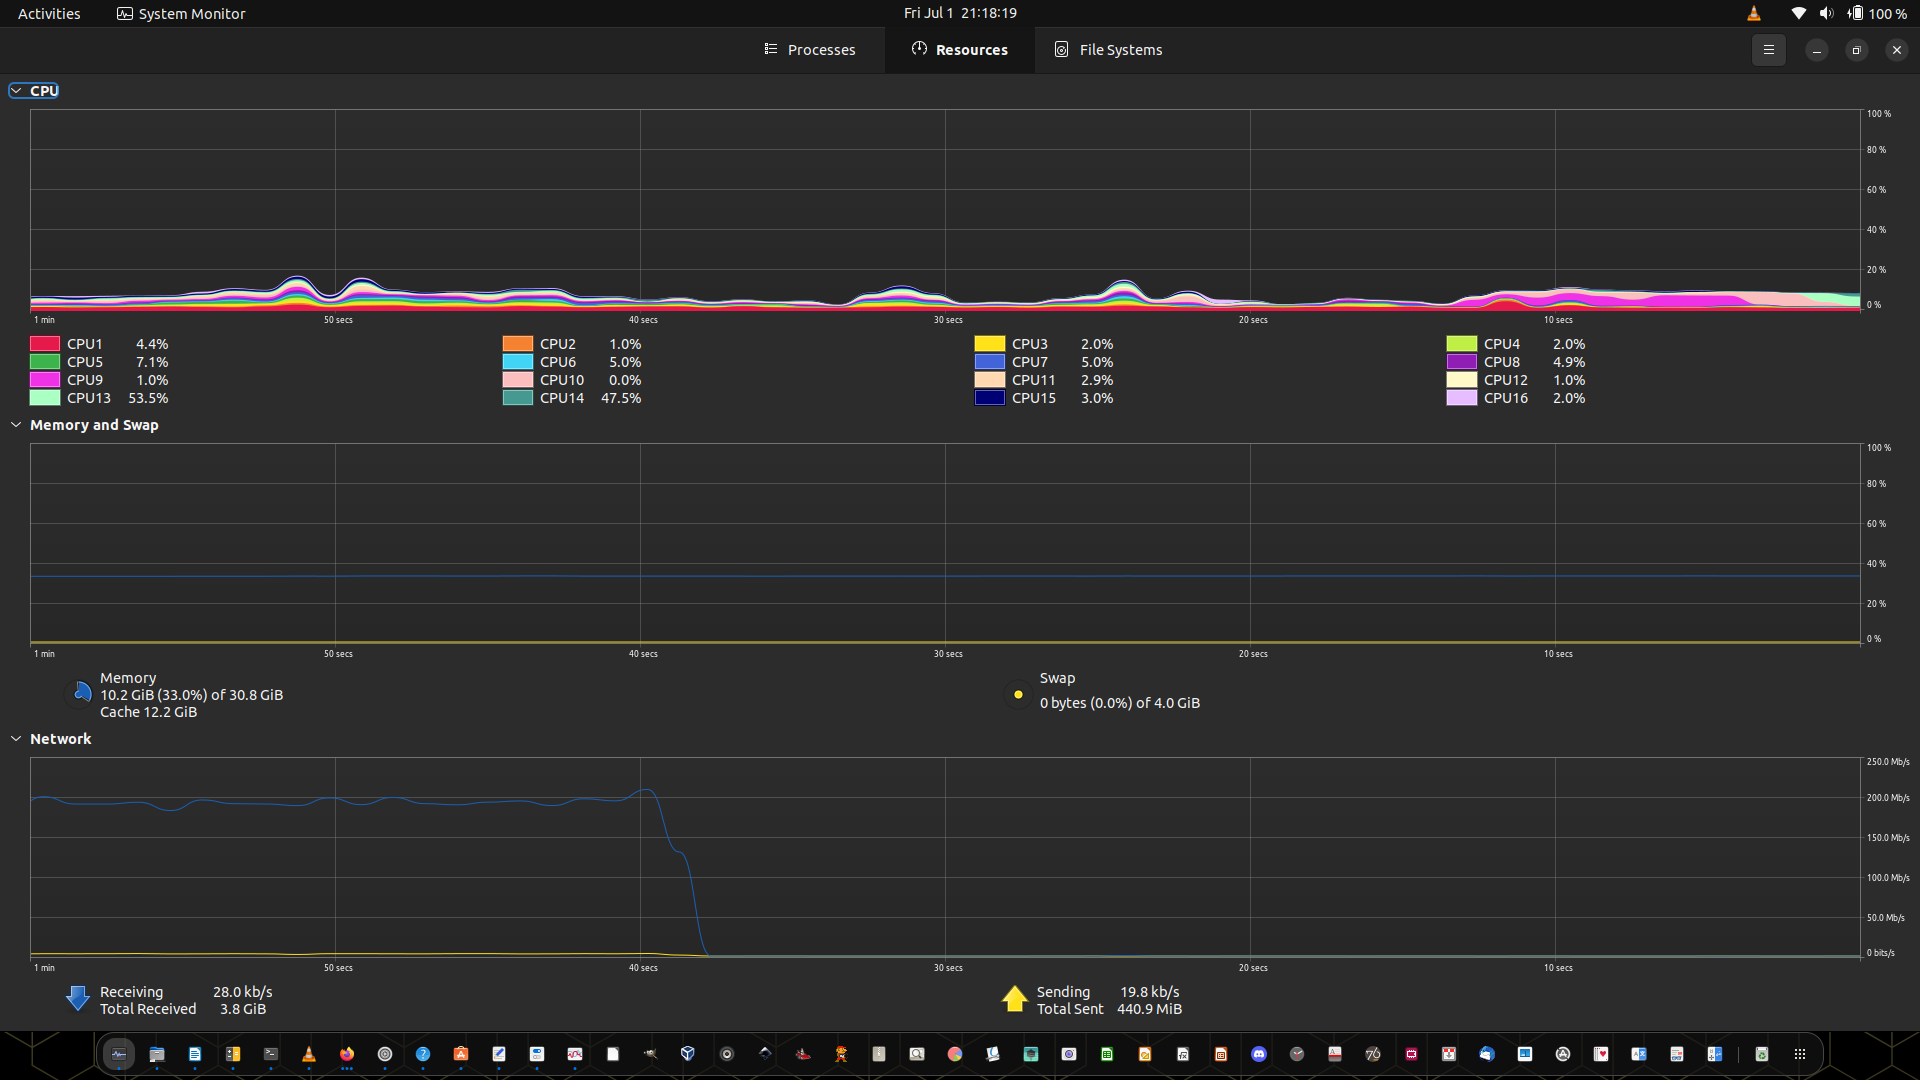 Activities System Monitor Fri Jul 1 21:18:19 100 %
Processes Resources File Systems
CPU
100 %
80 %
60 %
40 %
20 %
0 %
1 min 50 secs 40 secs 30 secs 20 secs 10 secs
CPU1 4.4% CPU2 1.0% CPU3 2.0% CPU4 2.0%
CPU5 7.1% CPU6 5.0% CPU7 5.0% CPU8 4.9%
CPU9 1.0% CPU10 0.0% CPU11 2.9% CPU12 1.0%
CPU13 53.5% CPU14 47.5% CPU15 3.0% CPU16 2.0%
Memory and Swap
100 %
80 %
60 %
40 %
20 %
0 %
1 min 50 secs 40 secs 30 secs 20 secs 10 secs
Memory
10.2 GiB (33.0%) of 30.8 GiB
Cache 12.2 GiB
Swap
0 bytes (0.0%) of 4.0 GiB
Network
250.0 Mb/s
200.0 Mb/s
150.0 Mb/s
100.0 Mb/s
50.0 Mb/s
0 bits/s
1 min 50 secs 40 secs 30 secs 20 secs 10 secs
Receiving 28.0 kb/s
Total Received 3.8 GiB
Sending 19.8 kb/s
Total Sent 440.9 MiB
76